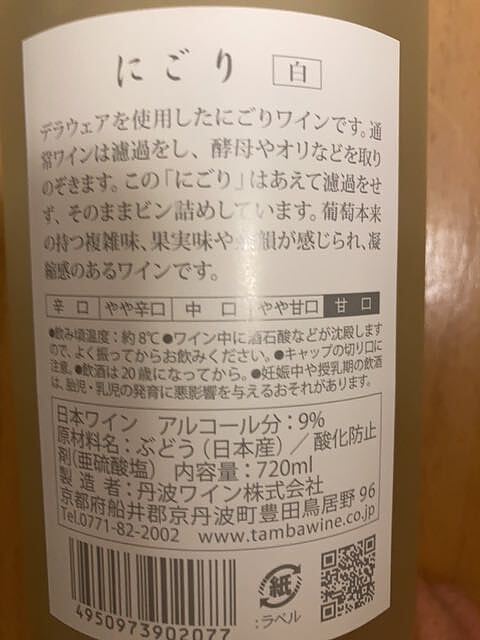 にごり 白
デラウェアを使用したにごりワインです。通
常ワインは濾過をし、酵母やオリなどを取り
のぞきます。この「にごり」はあえて濾過をせ
ず、そのままビン詰めしています。葡萄本来
の持つ複雑味、果実味や余韻が感じられ、凝
縮感のあるワインです。
辛口 やや辛口 中口 やや甘口 甘口
●飲み頃温度：約8℃●ワイン中に酒石酸などが沈殿します
ので、よく振ってからお飲みください。●キャップの切り口に
注意。●飲酒は20歳になってから。●妊娠中や授乳期の飲酒
は、胎児・乳児の発育に悪影響を与えるおそれがあります。
日本ワイン アルコール分：9%
原材料名：ぶどう（日本産）／酸化防止
剤(亜硫酸塩) 内容量：720ml
製造者：丹波ワイン株式会社
京都府船井郡京丹波町豊田鳥居野96
Tel.0771-82-2002 www.tambawine.co.jp
紙
：ラベル
4950973902077